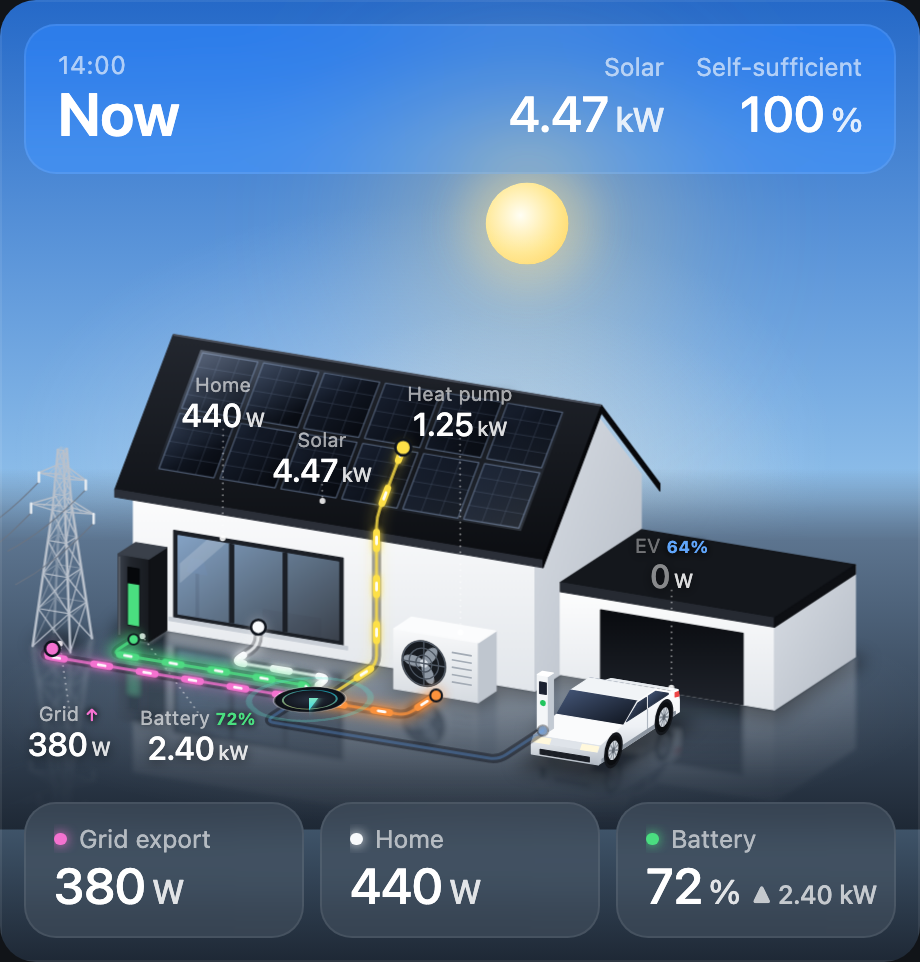 14:00
Now
Solar
4.47 kW
Self-sufficient
100 %
Home
440 W
Heat pump
1.25 kW
Solar
4.47 kW
EV 64%
0 W
Grid ↑
380 W
Battery 72%
2.40 kW
Grid export
380 W
Home
440 W
Battery
72 % ▲ 2.40 kW